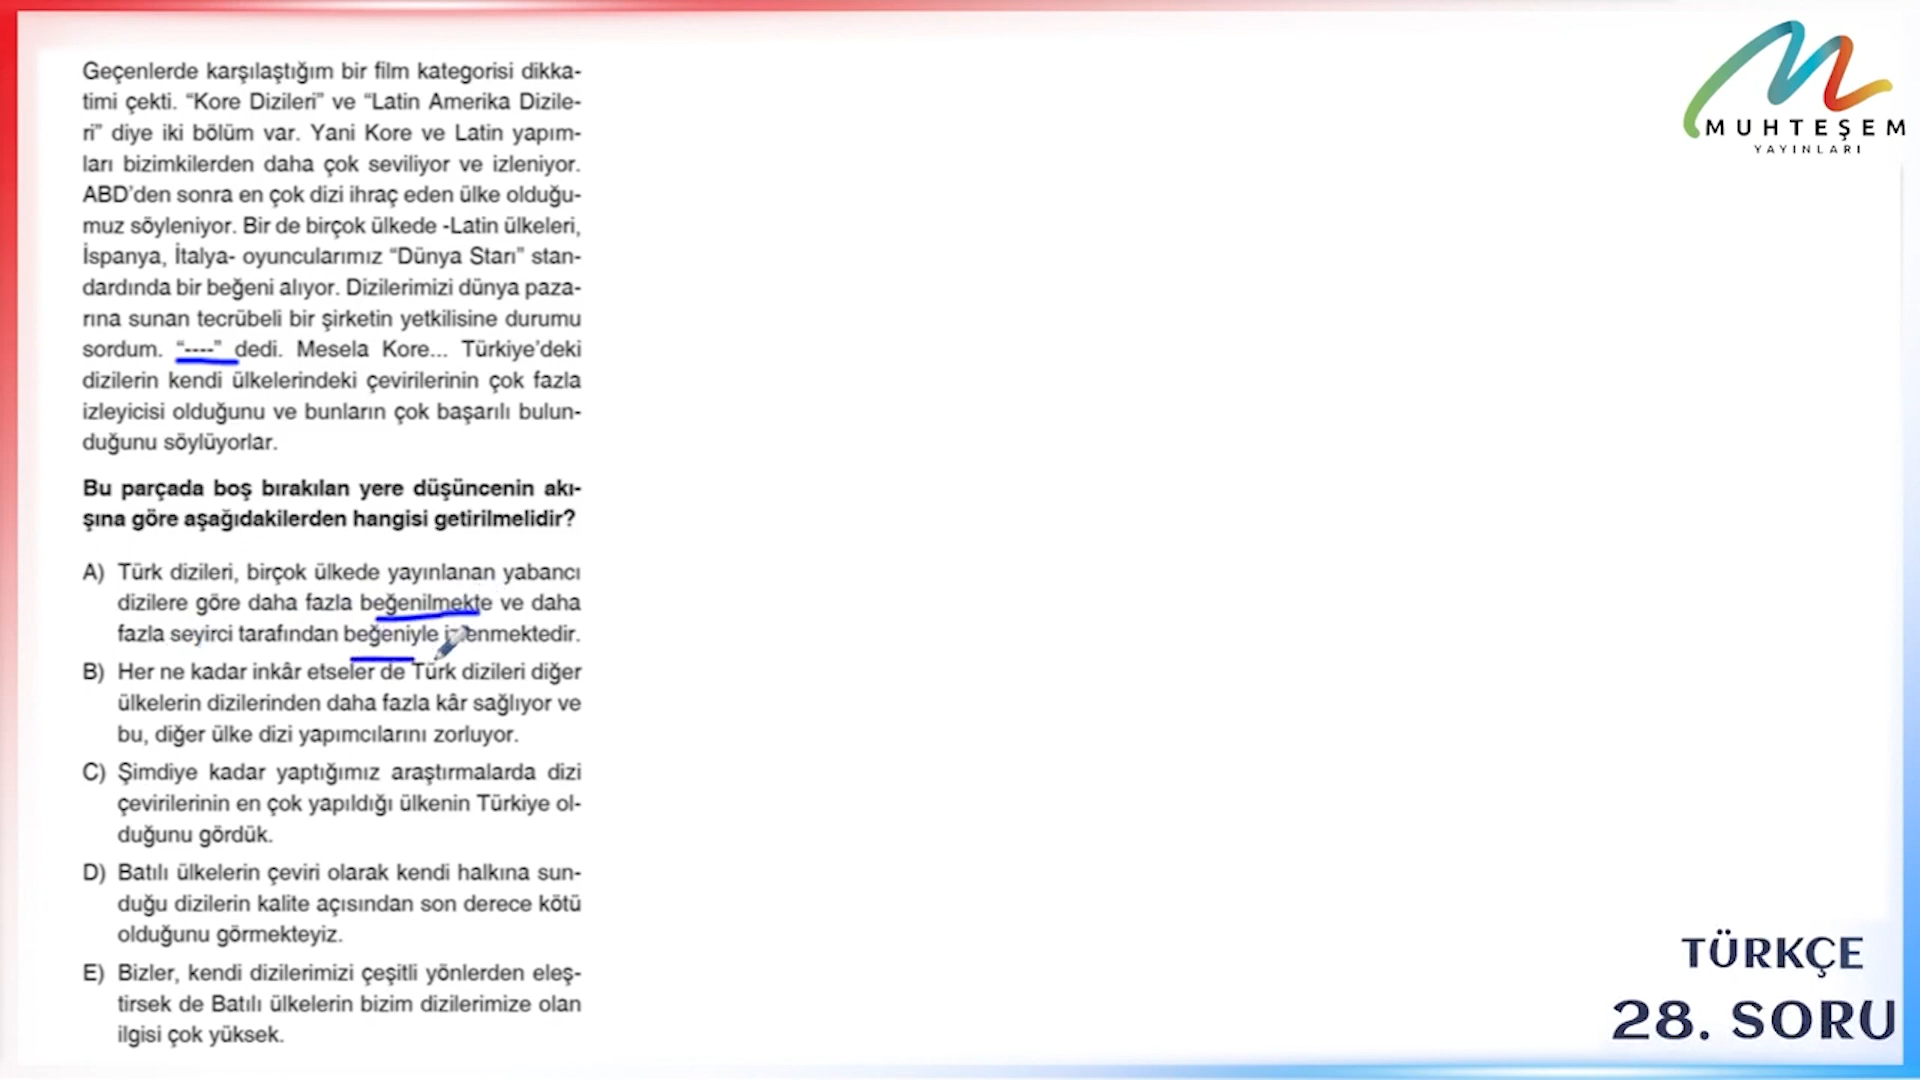 Geçenlerde karşılaştığım bir film kategorisi dikka-
timi çekti. “Kore Dizileri” ve “Latin Amerika Dizile-
ri” diye iki bölüm var. Yani Kore ve Latin yapım-
ları bizimkilerden daha çok seviliyor ve izleniyor.
ABD’den sonra en çok dizi ihraç eden ülke olduğu-
muz söyleniyor. Bir de birçok ülkede -Latin ülkeleri,
İspanya, İtalya- oyuncularımız “Dünya Starı” stan-
dardında bir beğeni alıyor. Dizilerimizi dünya paza-
rına sunan tecrübeli bir şirketin yetkilisine durumu
sordum. “----” dedi. Mesela Kore... Türkiye’deki
dizilerin kendi ülkelerindeki çevirilerinin çok fazla
izleyicisi olduğunu ve bunların çok başarılı bulun-
duğunu söylüyorlar.
Bu parçada boş bırakılan yere düşüncenin akı-
şına göre aşağıdakilerden hangisi getirilmelidir?
A) Türk dizileri, birçok ülkede yayınlanan yabancı
dizilere göre daha fazla beğenilmekte ve daha
fazla seyirci tarafından beğeniyle izlenmektedir.
B) Her ne kadar inkâr etseler de Türk dizileri diğer
ülkelerin dizilerinden daha fazla kâr sağlıyor ve
bu, diğer ülke dizi yapımcılarını zorluyor.
C) Şimdiye kadar yaptığımız araştırmalarda dizi
çevirilerinin en çok yapıldığı ülkenin Türkiye ol-
duğunu gördük.
D) Batılı ülkelerin çeviri olarak kendi halkına sun-
duğu dizilerin kalite açısından son derece kötü
olduğunu görmekteyiz.
E) Bizler, kendi dizilerimizi çeşitli yönlerden eleş-
tirsek de Batılı ülkelerin bizim dizilerimize olan
ilgisi çok yüksek.
MUHTEŞEM
YAYINLARI
TÜRKÇE
28. SORU